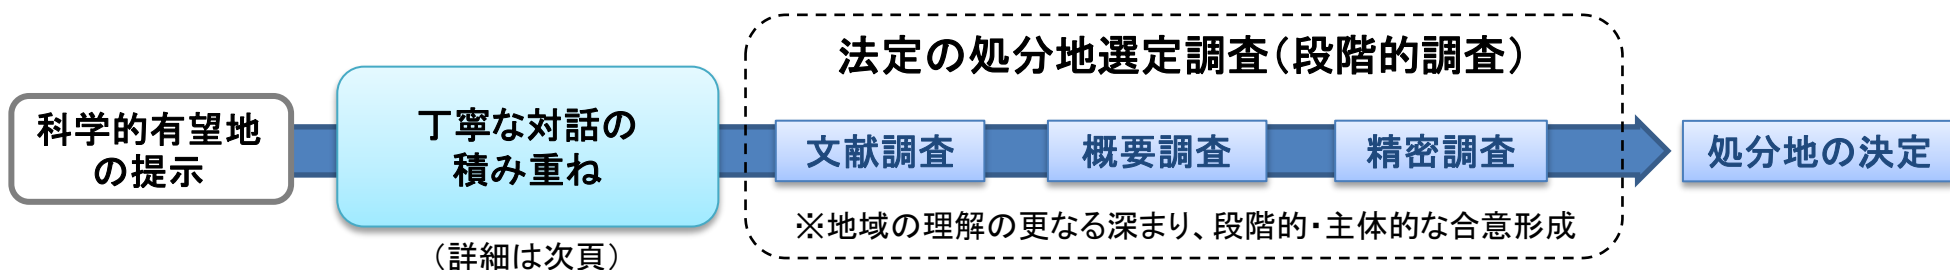 科学的有望地
の提示
丁寧な対話の
積み重ね
(詳細は次頁)
法定の処分地選定調査(段階的調査)
文献調査
概要調査
精密調査
※地域の理解の更なる深まり、段階的・主体的な合意形成
処分地の決定